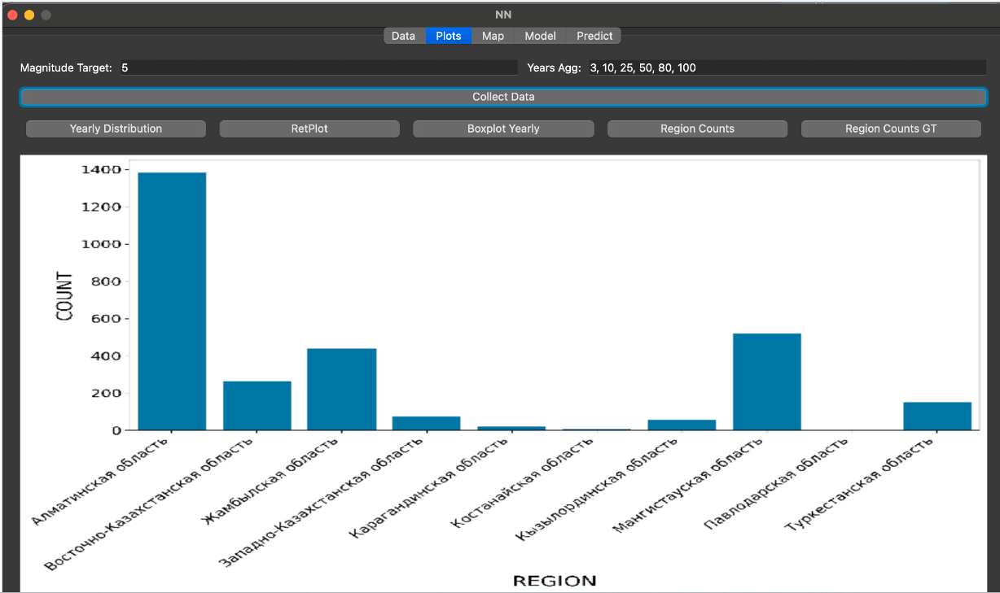 NN
Data Plots Map Model Predict
Magnitude Target: 5 Years Agg: 3, 10, 25, 50, 80, 100
Collect Data
Yearly Distribution RetPlot Boxplot Yearly Region Counts Region Counts GT
1400
1200
1000
800
600
400
200
0
COUNT
Алматинская область
Восточно-Казахстанская область
Жамбылская область
Западно-Казахстанская область
Карагандинская область
Костанайская область
Кызылординская область
Мангистауская область
Павлодарская область
Туркестанская область
REGION